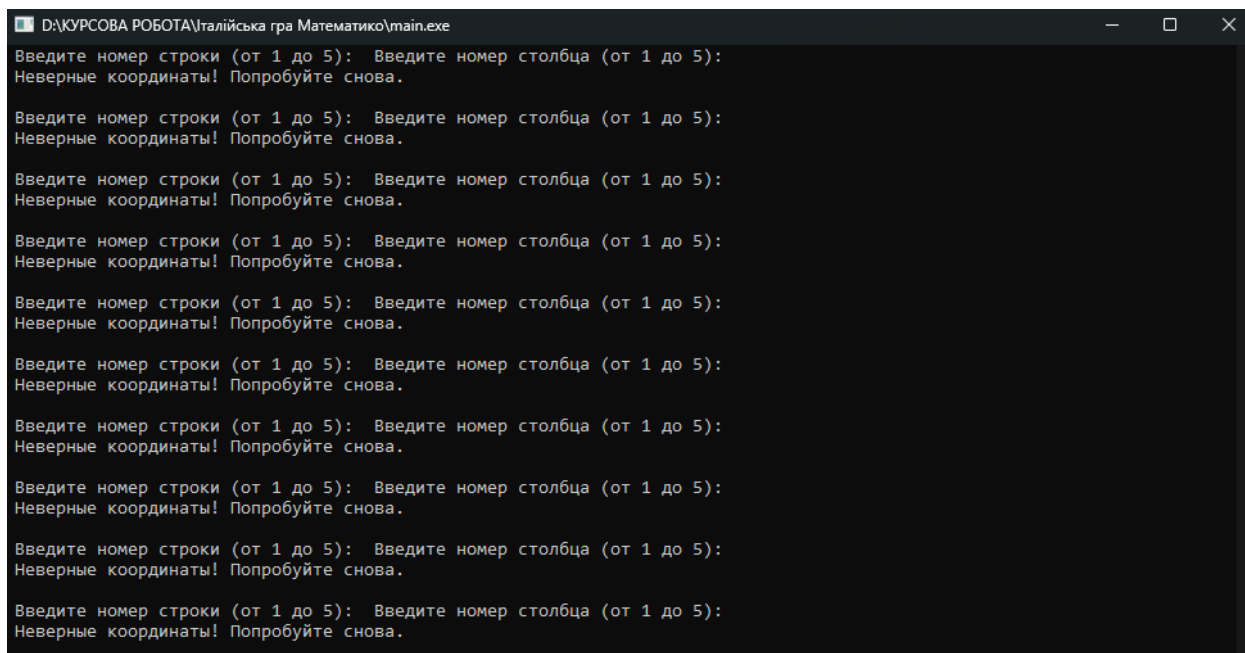 D:\КУРСОВА РОБОТА\Італійська гра Математико\main.exe
Введите номер строки (от 1 до 5):  Введите номер столбца (от 1 до 5):
Неверные координаты! Попробуйте снова.
Введите номер строки (от 1 до 5):  Введите номер столбца (от 1 до 5):
Неверные координаты! Попробуйте снова.
Введите номер строки (от 1 до 5):  Введите номер столбца (от 1 до 5):
Неверные координаты! Попробуйте снова.
Введите номер строки (от 1 до 5):  Введите номер столбца (от 1 до 5):
Неверные координаты! Попробуйте снова.
Введите номер строки (от 1 до 5):  Введите номер столбца (от 1 до 5):
Неверные координаты! Попробуйте снова.
Введите номер строки (от 1 до 5):  Введите номер столбца (от 1 до 5):
Неверные координаты! Попробуйте снова.
Введите номер строки (от 1 до 5):  Введите номер столбца (от 1 до 5):
Неверные координаты! Попробуйте снова.
Введите номер строки (от 1 до 5):  Введите номер столбца (от 1 до 5):
Неверные координаты! Попробуйте снова.
Введите номер строки (от 1 до 5):  Введите номер столбца (от 1 до 5):
Неверные координаты! Попробуйте снова.
Введите номер строки (от 1 до 5):  Введите номер столбца (от 1 до 5):
Неверные координаты! Попробуйте снова.